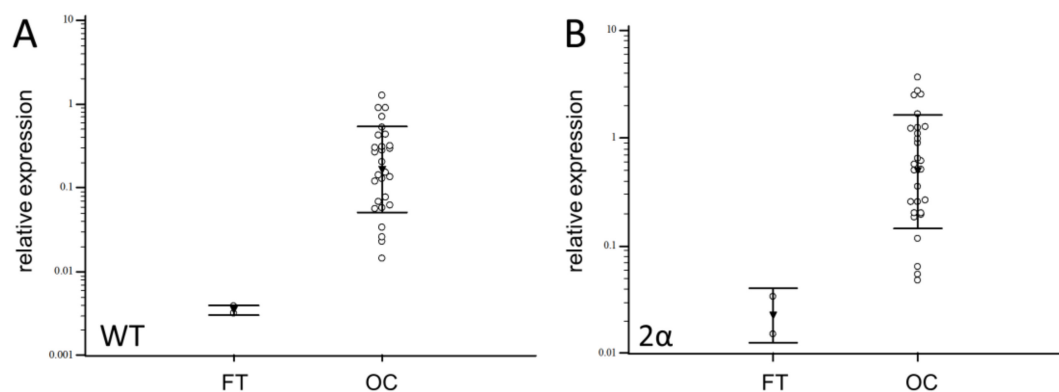 A
relative expression
10
1
0.1
0.01
0.001
WT
FT
OC
B
relative expression
10
1
0.1
0.01
2α
FT
OC